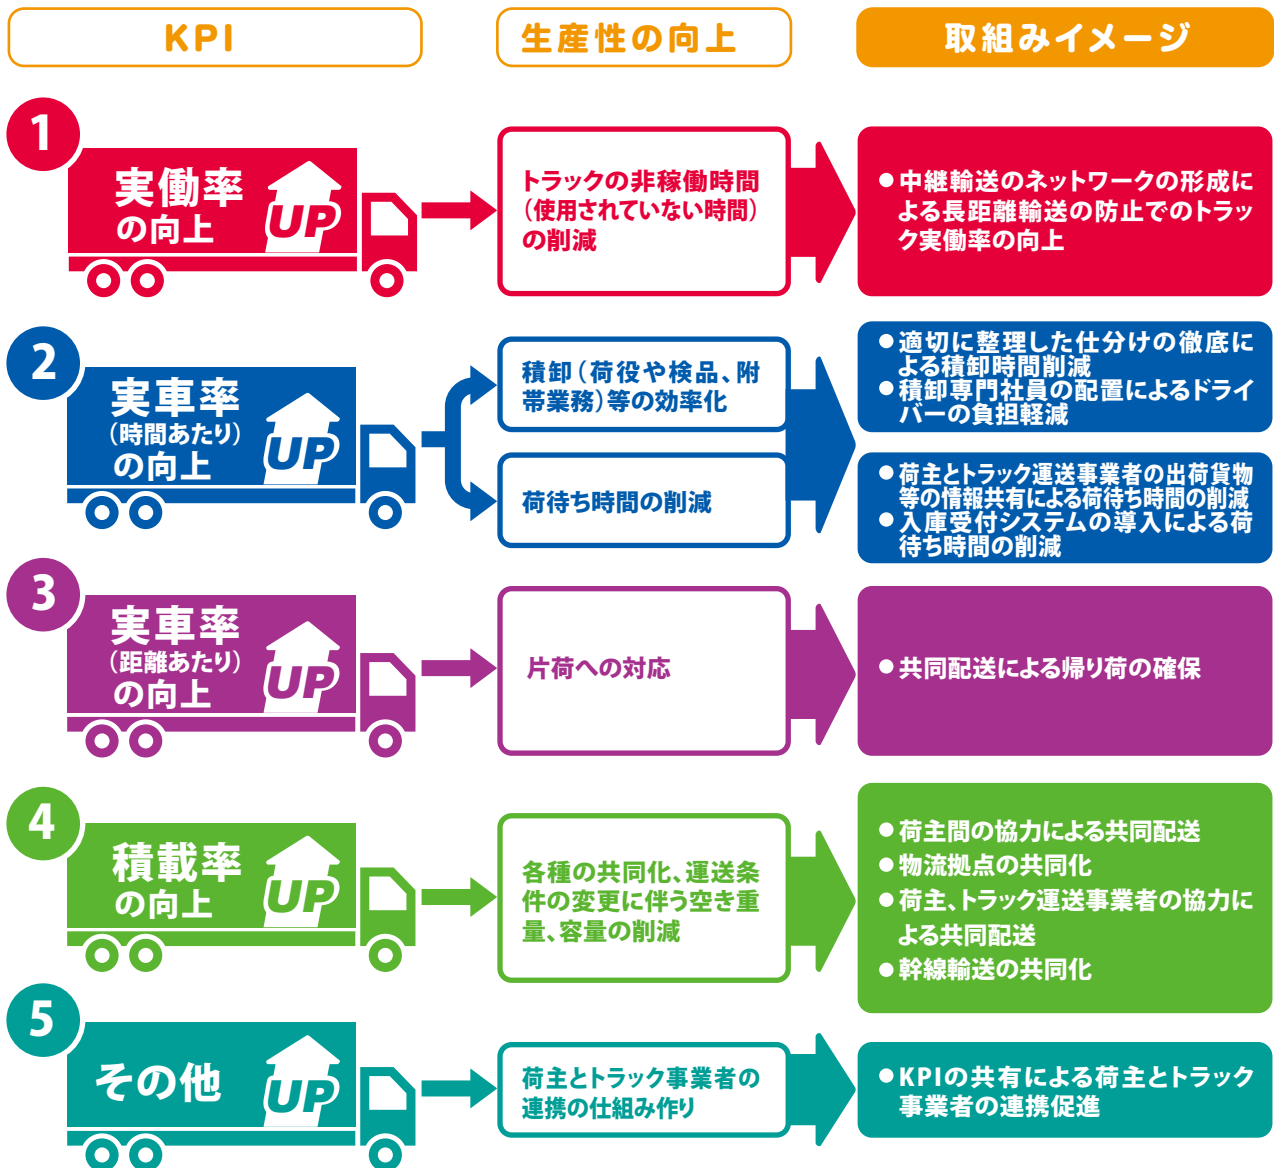 KPI
生産性の向上
取組みイメージ
1
実働率
の向上
UP
トラックの非稼働時間
（使用されていない時間）
の削減
●中継輸送のネットワークの形成に
よる長距離輸送の防止でのトラッ
ク実働率の向上
2
実車率
（時間あたり）
の向上
UP
積卸（荷役や検品、附
帯業務）等の効率化
荷待ち時間の削減
●適切に整理した仕分けの徹底に
よる積卸時間削減
●積卸専門社員の配置によるドライ
バーの負担軽減
●荷主とトラック運送事業者の出荷貨物
等の情報共有による荷待ち時間の削減
●入庫受付システムの導入による荷
待ち時間の削減
3
実車率
（距離あたり）
の向上
UP
片荷への対応
●共同配送による帰り荷の確保
4
積載率
の向上
UP
各種の共同化、運送条
件の変更に伴う空き重
量、容量の削減
●荷主間の協力による共同配送
●物流拠点の共同化
●荷主、トラック運送事業者の協力に
よる共同配送
●幹線輸送の共同化
5
その他
UP
荷主とトラック事業者の
連携の仕組み作り
●KPIの共有による荷主とトラック
事業者の連携促進